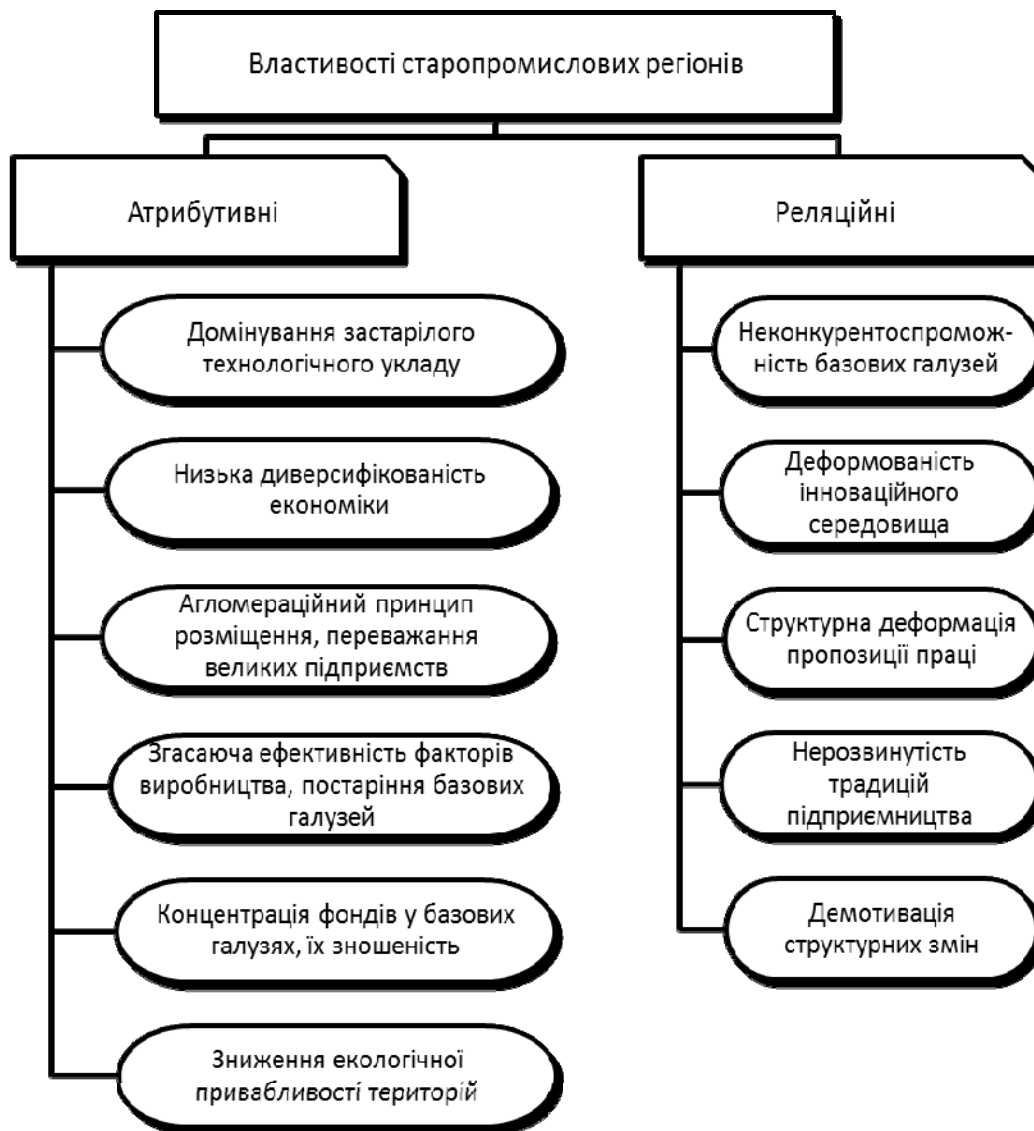 Властивості старопромислових регіонів
Атрибутивні
Домінування застарілого
технологічного укладу
Низька диверсифікованість
економіки
Агломераційний принцип
розміщення, переважання
великих підприємств
Згасаюча ефективність факторів
виробництва, постаріння базових
галузей
Концентрація фондів у базових
галузях, їх зношеність
Зниження екологічної
привабливості територій
Реляційні
Неконкурентоспромож-
ність базових галузей
Деформованість
інноваційного
середовища
Структурна деформація
пропозиції праці
Нерозвинутість
традицій
підприємництва
Демотивація
структурних змін